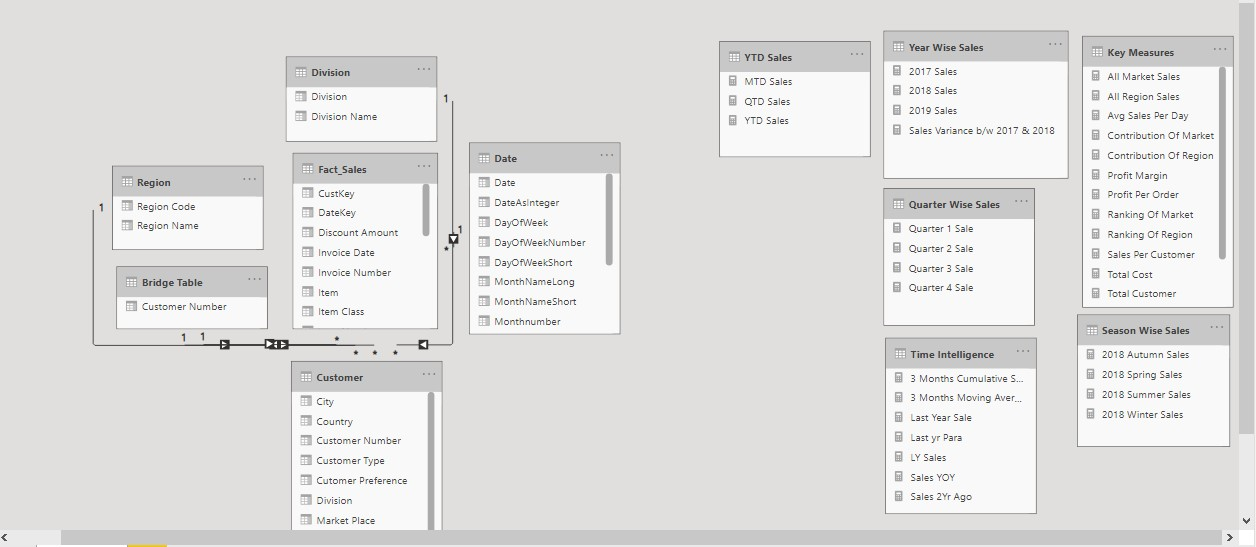 Division
Division
Division Name
Region
Region Code
Region Name
Bridge Table
Customer Number
Fact_Sales
CustKey
DateKey
Discount Amount
Invoice Date
Invoice Number
Item
Item Class
Date
Date
DateAsInteger
DayOfWeek
DayOfWeekNumber
DayOfWeekShort
MonthNameLong
MonthNameShort
Monthnumber
Customer
City
Country
Customer Number
Customer Type
Cutomer Preference
Division
Market Place
1
1
1
1
1
*
*
*
*
*
YTD Sales
MTD Sales
QTD Sales
YTD Sales
Year Wise Sales
2017 Sales
2018 Sales
2019 Sales
Sales Variance b/w 2017 & 2018
Quarter Wise Sales
Quarter 1 Sale
Quarter 2 Sale
Quarter 3 Sale
Quarter 4 Sale
Time Intelligence
3 Months Cumulative S...
3 Months Moving Aver...
Last Year Sale
Last yr Para
LY Sales
Sales YOY
Sales 2Yr Ago
Key Measures
All Market Sales
All Region Sales
Avg Sales Per Day
Contribution Of Market
Contribution Of Region
Profit Margin
Profit Per Order
Ranking Of Market
Ranking Of Region
Sales Per Customer
Total Cost
Total Customer
Season Wise Sales
2018 Autumn Sales
2018 Spring Sales
2018 Summer Sales
2018 Winter Sales